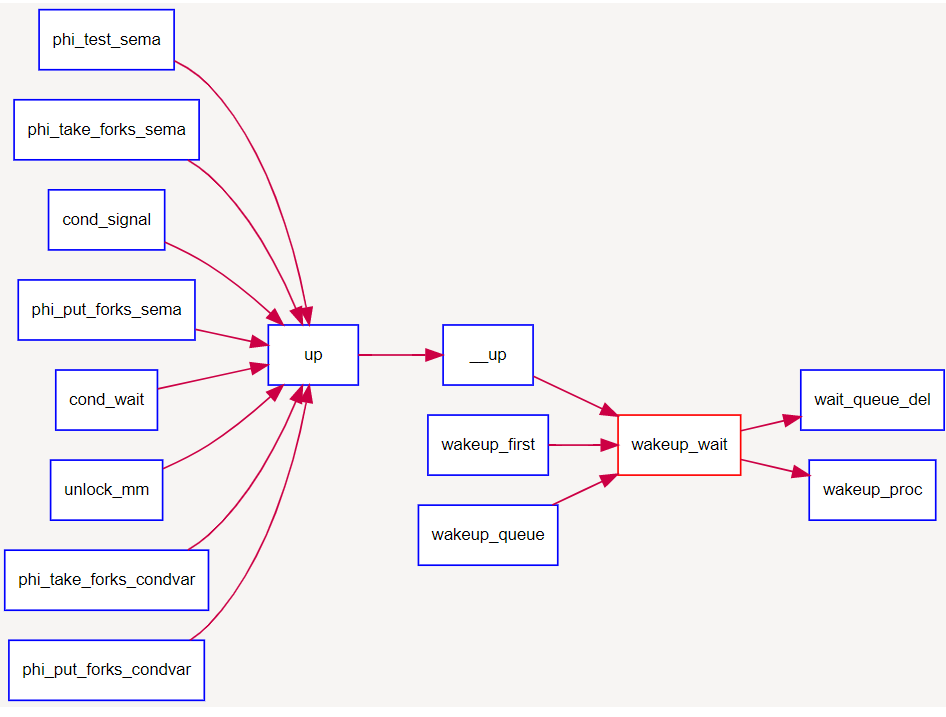 phi_test_sema
phi_take_forks_sema
cond_signal
phi_put_forks_sema
cond_wait
unlock_mm
phi_take_forks_condvar
phi_put_forks_condvar
up
__up
wakeup_first
wakeup_queue
wakeup_wait
wait_queue_del
wakeup_proc